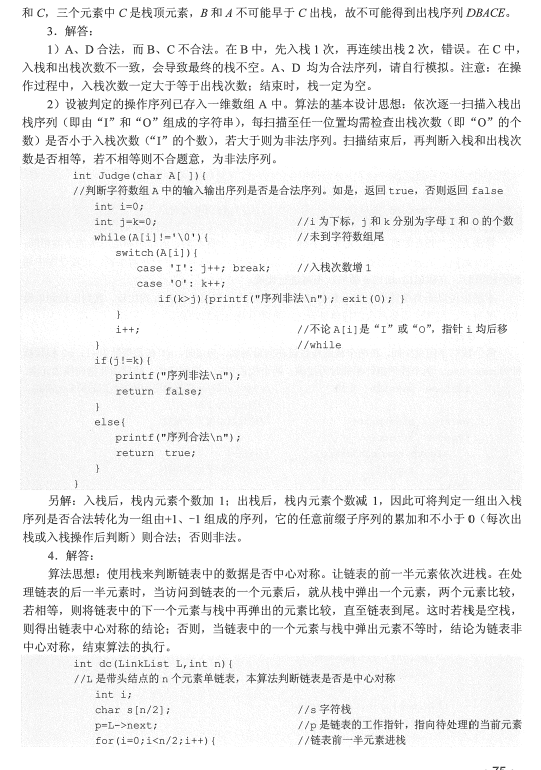 和 C，三个元素中 C 是栈顶元素，B 和 A 不可能早于 C 出栈，故不可能得到出栈序列 DBACE。
3．解答：
1）A、D 合法，而 B、C 不合法。在 B 中，先入栈 1 次，再连续出栈 2 次，错误。在 C 中，
入栈和出栈次数不一致，会导致最终的栈不空。A、D 均为合法序列，请自行模拟。注意：在操
作过程中，入栈次数一定大于等于出栈次数；结束时，栈一定为空。
2）设被判定的操作序列已存入一维数组 A 中。算法的基本设计思想：依次逐一扫描入栈出
栈序列（即由“I”和“O”组成的字符串），每扫描至任一位置均需检查出栈次数（即“O”的个
数）是否小于入栈次数（“I”的个数），若大于则为非法序列。扫描结束后，再判断入栈和出栈次
数是否相等，若不相等则不合题意，为非法序列。
int Judge(char A[ ]){
//判断字符数组 A 中的输入输出序列是否是合法序列。如是，返回 true，否则返回 false
int i=0;
int j=k=0; //i 为下标，j 和 k 分别为字母 I 和 O 的个数
while(A[i]!='\0'){ //未到字符数组尾
switch(A[i]){
case 'I': j++; break; //入栈次数增 1
case 'O': k++;
if(k>j){printf("序列非法\n"); exit(0); }
}
i++; //不论 A[i]是“I”或“O”，指针 i 均后移
} //while
if(j!=k){
printf("序列非法\n");
return false;
}
else{
printf("序列合法\n");
return true;
}
}
另解：入栈后，栈内元素个数加 1；出栈后，栈内元素个数减 1，因此可将判定一组出入栈
序列是否合法转化为一组由+1、-1 组成的序列，它的任意前缀子序列的累加和不小于 0（每次出
栈或入栈操作后判断）则合法；否则非法。
4．解答：
算法思想：使用栈来判断链表中的数据是否中心对称。让链表的前一半元素依次进栈。在处
理链表的后一半元素时，当访问到链表的一个元素后，就从栈中弹出一个元素，两个元素比较，
若相等，则将链表中的下一个元素与栈中再弹出的元素比较，直至链表到尾。这时若栈是空栈，
则得出链表中心对称的结论；否则，当链表中的一个元素与栈中弹出元素不等时，结论为链表非
中心对称，结束算法的执行。
int dc(LinkList L,int n){
//L 是带头结点的 n 个元素单链表，本算法判断链表是否是中心对称
int i;
char s[n/2]; //s 字符栈
p=L->next; //p 是链表的工作指针，指向待处理的当前元素
for(i=0;i<n/2;i++){ //链表前一半元素进栈